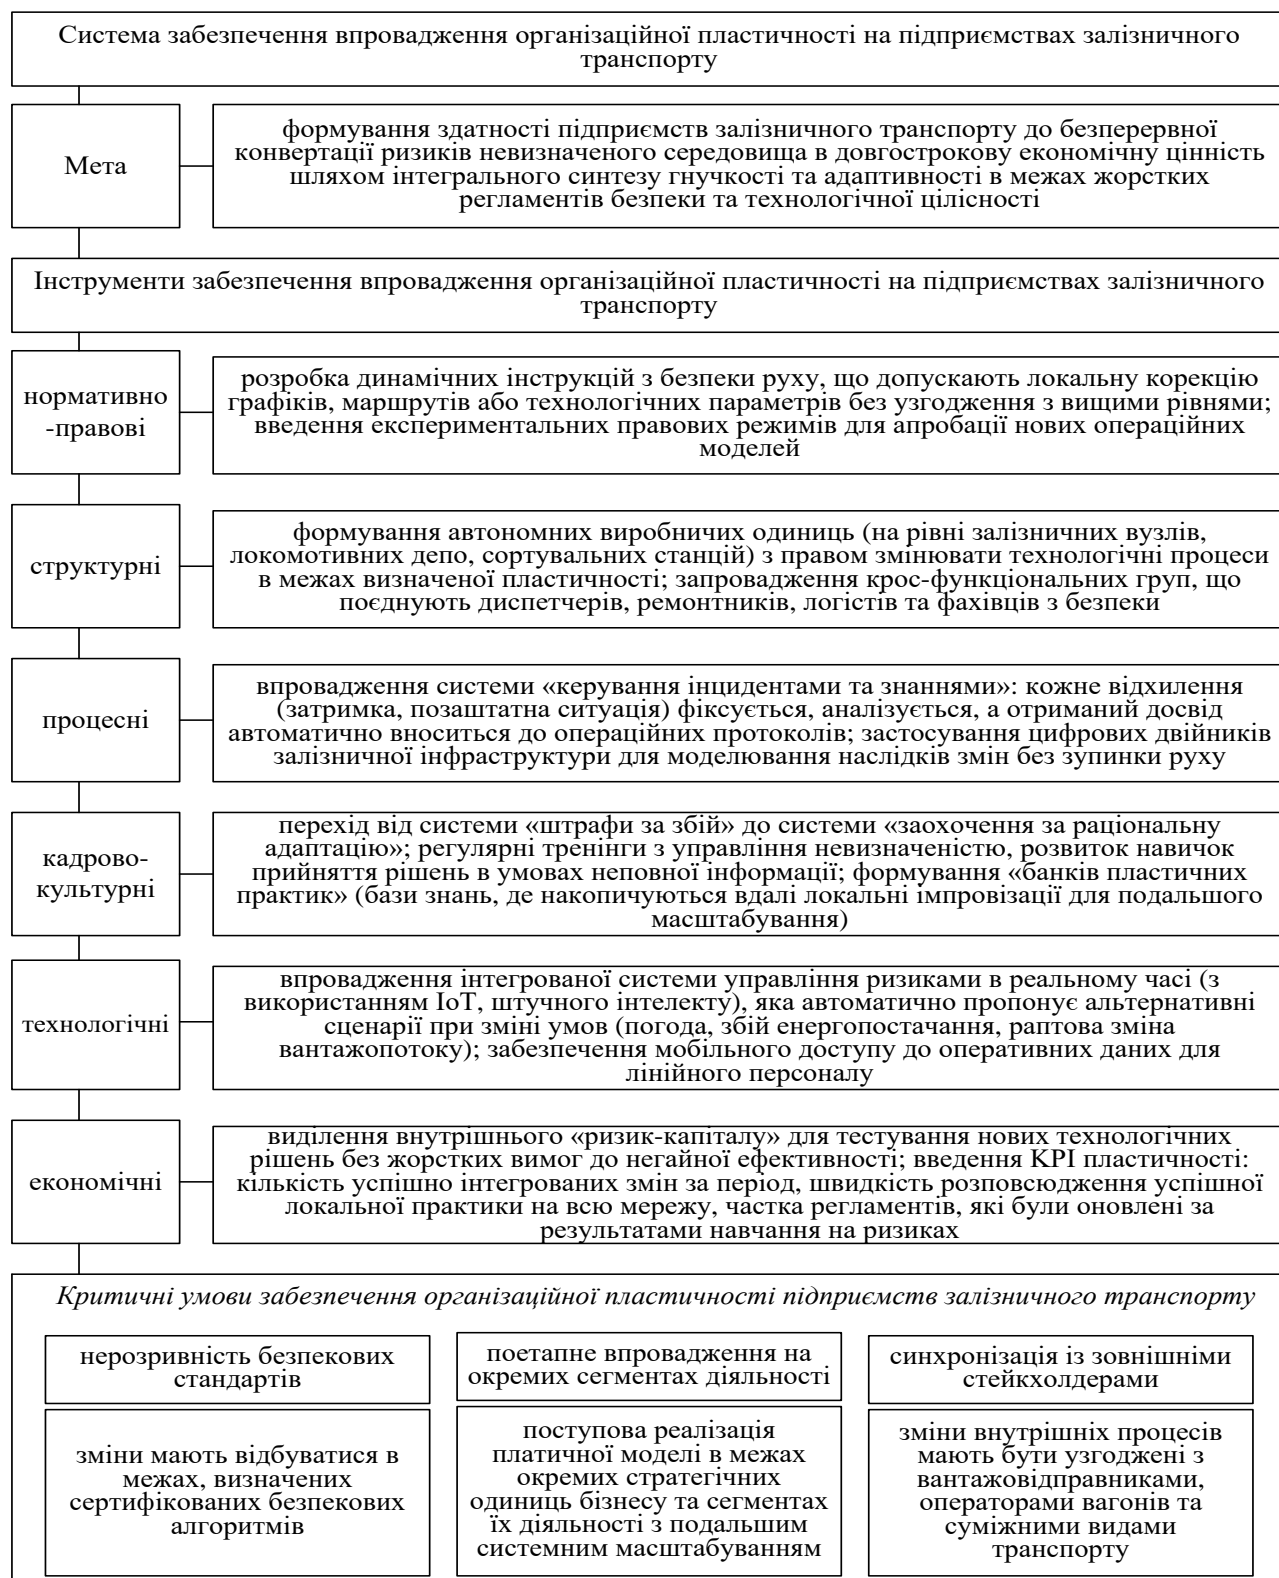 Система забезпечення впровадження організаційної пластичності на підприємствах залізничного
транспорту
Мета
формування здатності підприємств залізничного транспорту до безперервної
конвертації ризиків невизначеного середовища в довгострокову економічну цінність
шляхом інтегрального синтезу гнучкості та адаптивності в межах жорстких
регламентів безпеки та технологічної цілісності
Інструменти забезпечення впровадження організаційної пластичності на підприємствах залізничного
транспорту
нормативно
-правові
розробка динамічних інструкцій з безпеки руху, що допускають локальну корекцію
графіків, маршрутів або технологічних параметрів без узгодження з вищими рівнями;
введення експериментальних правових режимів для апробації нових операційних
моделей
структурні
формування автономних виробничих одиниць (на рівні залізничних вузлів,
локомотивних депо, сортувальних станцій) з правом змінювати технологічні процеси
в межах визначеної пластичності; запровадження крос-функціональних груп, що
поєднують диспетчерів, ремонтників, логістів та фахівців з безпеки
процесні
впровадження системи «керування інцидентами та знаннями»: кожне відхилення
(затримка, позаштатна ситуація) фіксується, аналізується, а отриманий досвід
автоматично вноситься до операційних протоколів; застосування цифрових двійників
залізничної інфраструктури для моделювання наслідків змін без зупинки руху
кадрово-
культурні
перехід від системи «штрафи за збій» до системи «заохочення за раціональну
адаптацію»; регулярні тренінги з управління невизначеністю, розвиток навичок
прийняття рішень в умовах неповної інформації; формування «банків пластичних
практик» (бази знань, де накопичуються вдалі локальні імпровізації для подальшого
масштабування)
технологічні
впровадження інтегрованої системи управління ризиками в реальному часі (з
використанням IoT, штучного інтелекту), яка автоматично пропонує альтернативні
сценарії при зміні умов (погода, збій енергопостачання, раптова зміна
вантажопотоку); забезпечення мобільного доступу до оперативних даних для
лінійного персоналу
економічні
виділення внутрішнього «ризик-капіталу» для тестування нових технологічних
рішень без жорстких вимог до негайної ефективності; введення KPI пластичності:
кількість успішно інтегрованих змін за період, швидкість розповсюдження успішної
локальної практики на всю мережу, частка регламентів, які були оновлені за
результатами навчання на ризиках
Критичні умови забезпечення організаційної пластичності підприємств залізничного транспорту
нерозривність безпекових
стандартів
зміни мають відбуватися в
межах, визначених
сертифікованих безпекових
алгоритмів
поетапне впровадження на
окремих сегментах діяльності
поступова реалізація
платичної моделі в межах
окремих стратегічних
одиниць бізнесу та сегментах
їх діяльності з подальшим
системним масштабуванням
синхронізація із зовнішніми
стейкхолдерами
зміни внутрішніх процесів
мають бути узгоджені з
вантажовідправниками,
операторами вагонів та
суміжними видами
транспорту